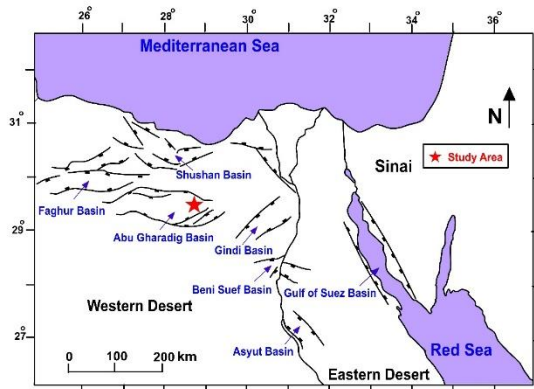 26° 28° 30° 32° 34° 36°
Mediterranean Sea
N
31°
Sinai
Study Area
Shushan Basin
Faghur Basin
29°
Abu Gharadig Basin
Gindi Basin
Beni Suef Basin
Gulf of Suez Basin
Western Desert
27°
0 100 200 km
Asyut Basin
Red Sea
Eastern Desert